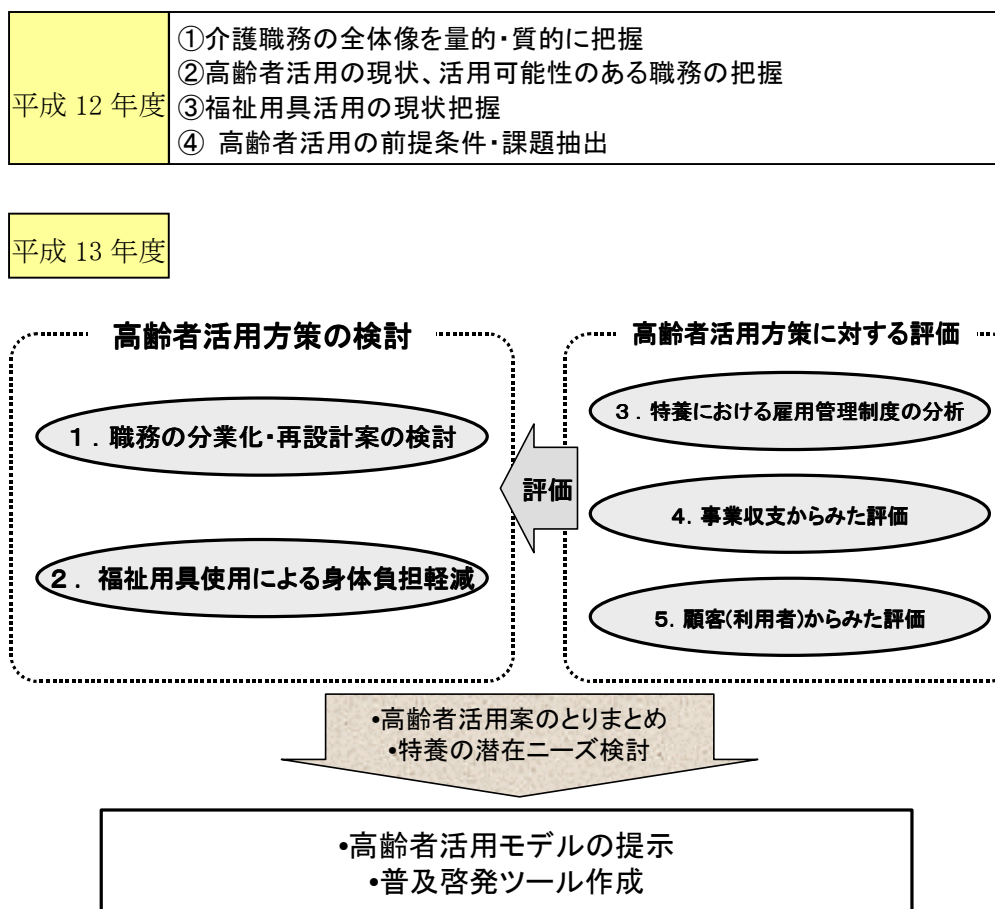 平成 12 年度
①介護職務の全体像を量的・質的に把握
②高齢者活用の現状、活用可能性のある職務の把握
③福祉用具活用の現状把握
④ 高齢者活用の前提条件・課題抽出
平成 13 年度
高齢者活用方策の検討
1．職務の分業化・再設計案の検討
2．福祉用具使用による身体負担軽減
評価
高齢者活用方策に対する評価
3．特養における雇用管理制度の分析
4．事業収支からみた評価
5．顧客(利用者)からみた評価
•高齢者活用案のとりまとめ
•特養の潜在ニーズ検討
•高齢者活用モデルの提示
•普及啓発ツール作成